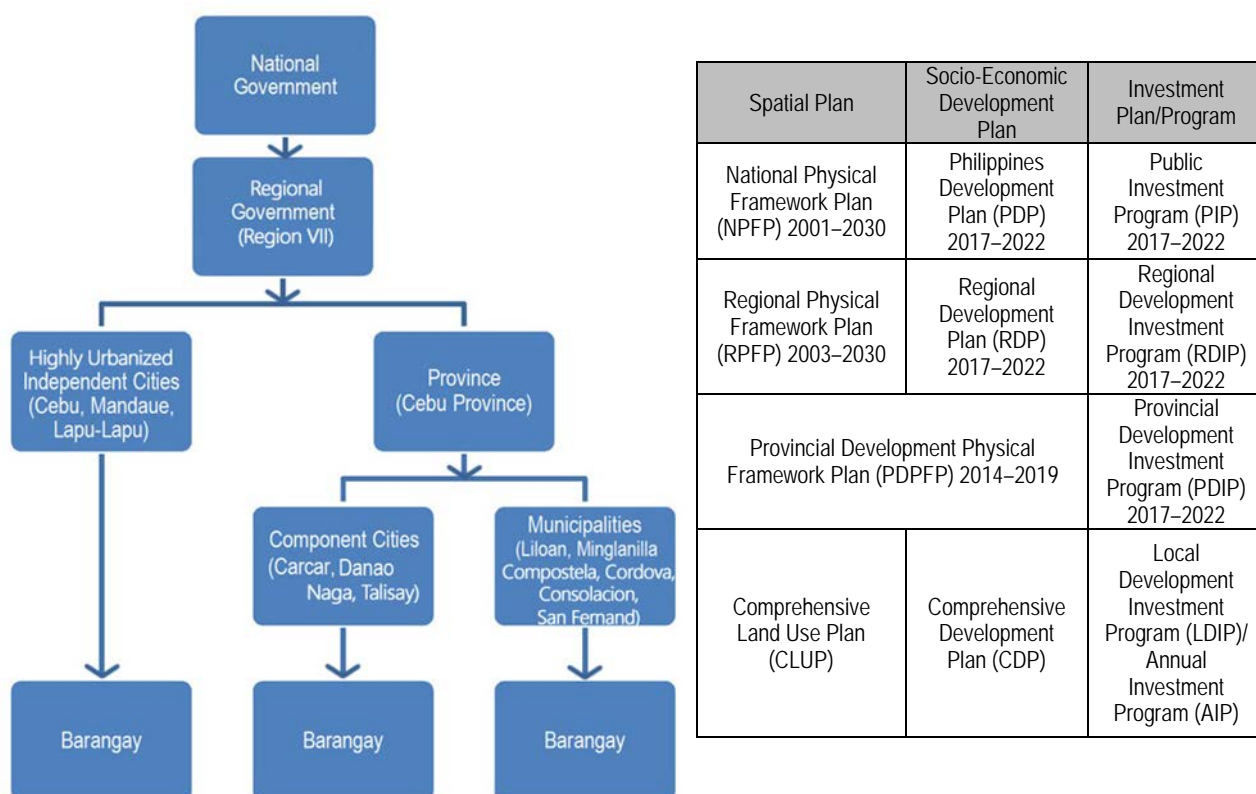 National
Government
Regional
Government
(Region VII)
Highly Urbanized
Independent Cities
(Cebu, Mandaue,
Lapu-Lapu)
Province
(Cebu Province)
Component Cities
(Carcar, Danao
Naga, Talisay)
Municipalities
(Liloan, Minglanilla
Compostela, Cordova,
Consolacion,
San Fernand)
Barangay
Barangay
Barangay
Spatial Plan
Socio-Economic
Development
Plan
Investment
Plan/Program
National Physical
Framework Plan
(NPFP) 2001–2030
Philippines
Development
Plan (PDP)
2017–2022
Public
Investment
Program (PIP)
2017–2022
Regional Physical
Framework Plan
(RPFP) 2003–2030
Regional
Development
Plan (RDP)
2017–2022
Regional
Development
Investment
Program (RDIP)
2017–2022
Provincial Development Physical
Framework Plan (PDPFP) 2014–2019
Provincial
Development
Investment
Program (PDIP)
2017–2022
Comprehensive
Land Use Plan
(CLUP)
Comprehensive
Development
Plan (CDP)
Local
Development
Investment
Program (LDIP)/
Annual
Investment
Program (AIP)